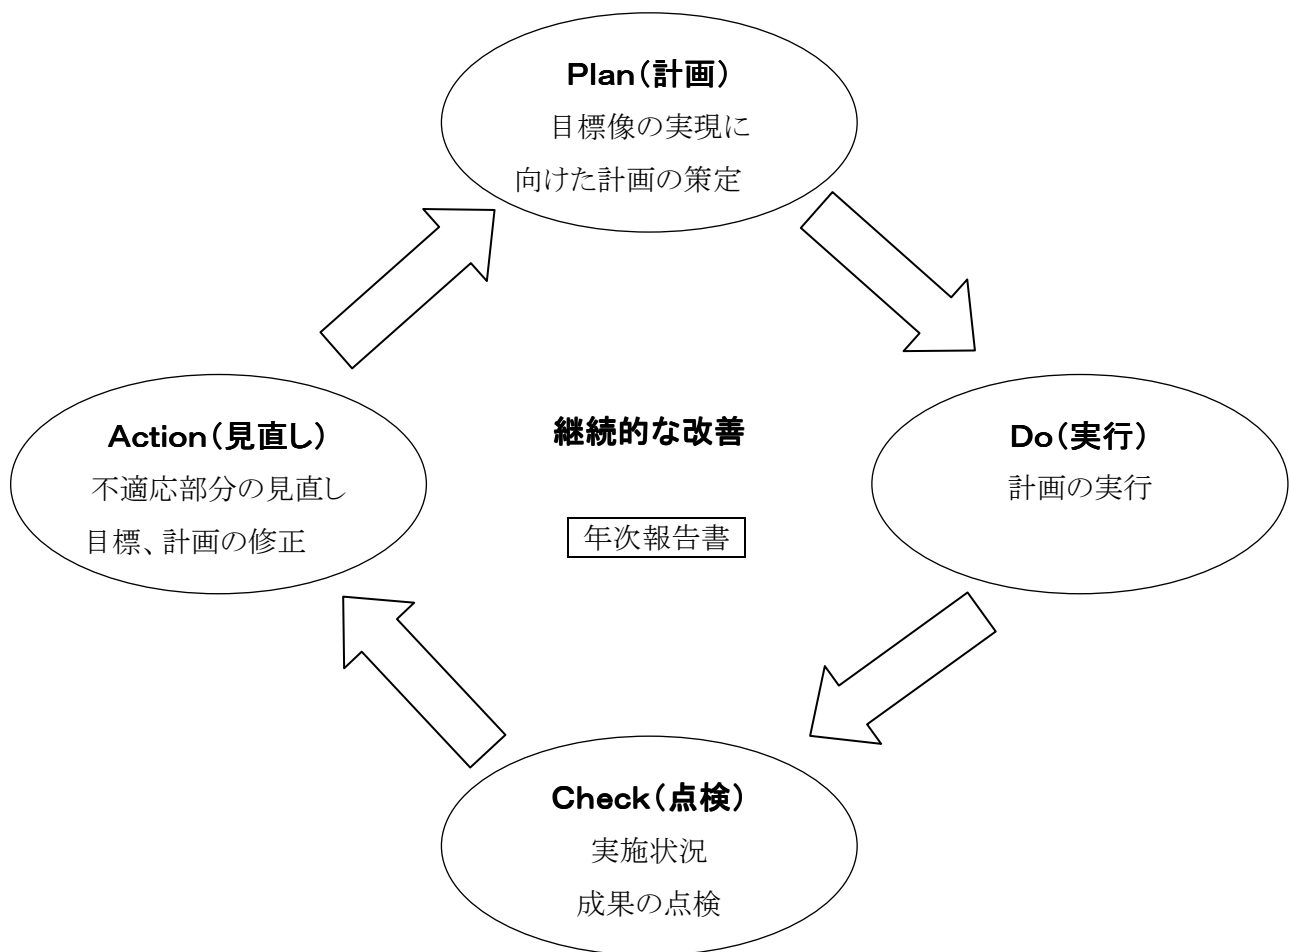 Plan（計画）
目標像の実現に
向けた計画の策定
Action（見直し）
不適応部分の見直し
目標、計画の修正
継続的な改善
年次報告書
Do（実行）
計画の実行
Check（点検）
実施状況
成果の点検